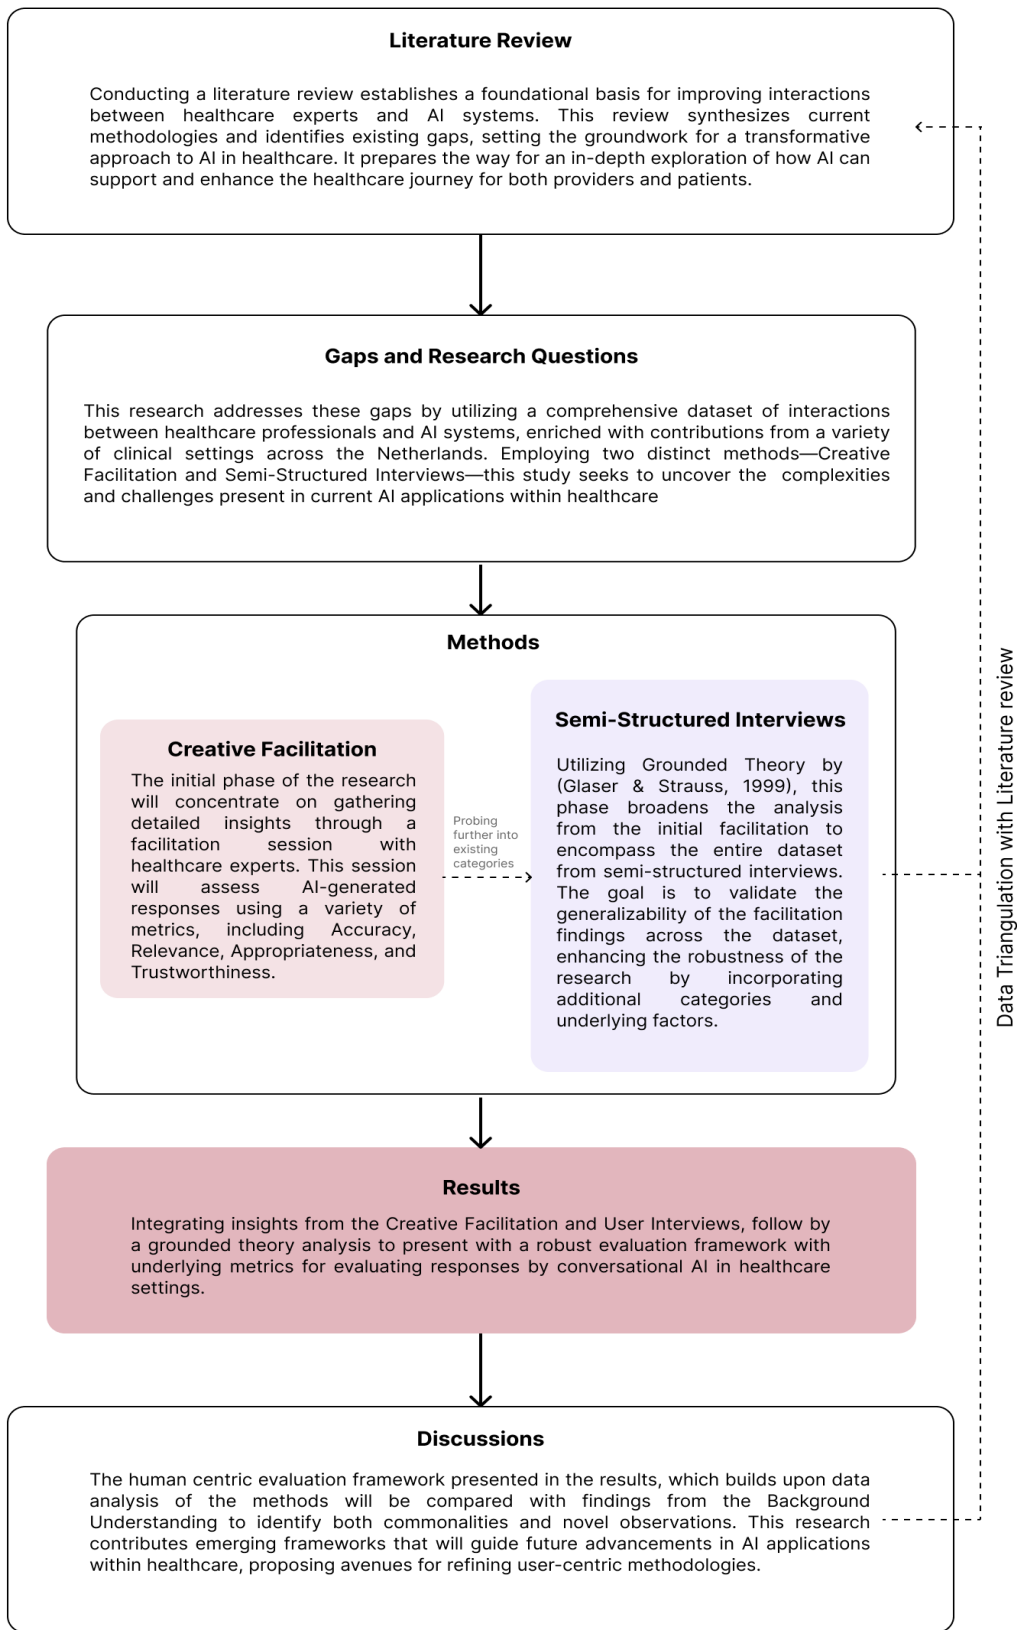 Literature Review
Conducting a literature review establishes a foundational basis for improving interactions
between healthcare experts and AI systems. This review synthesizes current
methodologies and identifies existing gaps, setting the groundwork for a transformative
approach to AI in healthcare. It prepares the way for an in-depth exploration of how AI can
support and enhance the healthcare journey for both providers and patients.
Gaps and Research Questions
This research addresses these gaps by utilizing a comprehensive dataset of interactions
between healthcare professionals and AI systems, enriched with contributions from a variety
of clinical settings across the Netherlands. Employing two distinct methods—Creative
Facilitation and Semi-Structured Interviews—this study seeks to uncover the complexities
and challenges present in current AI applications within healthcare
Methods
Creative Facilitation
The initial phase of the research
will concentrate on gathering
detailed insights through a
facilitation session with
healthcare experts. This session
will assess AI-generated
responses using a variety of
metrics, including Accuracy,
Relevance, Appropriateness, and
Trustworthiness.
Probing
further into
existing
categories
Semi-Structured Interviews
Utilizing Grounded Theory by
(Glaser & Strauss, 1999), this
phase broadens the analysis
from the initial facilitation to
encompass the entire dataset
from semi-structured interviews.
The goal is to validate the
generalizability of the facilitation
findings across the dataset,
enhancing the robustness of the
research by incorporating
additional categories and
underlying factors.
Data Triangulation with Literature review
Results
Integrating insights from the Creative Facilitation and User Interviews, follow by
a grounded theory analysis to present with a robust evaluation framework with
underlying metrics for evaluating responses by conversational AI in healthcare
settings.
Discussions
The human centric evaluation framework presented in the results, which builds upon data
analysis of the methods will be compared with findings from the Background
Understanding to identify both commonalities and novel observations. This research
contributes emerging frameworks that will guide future advancements in AI applications
within healthcare, proposing avenues for refining user-centric methodologies.